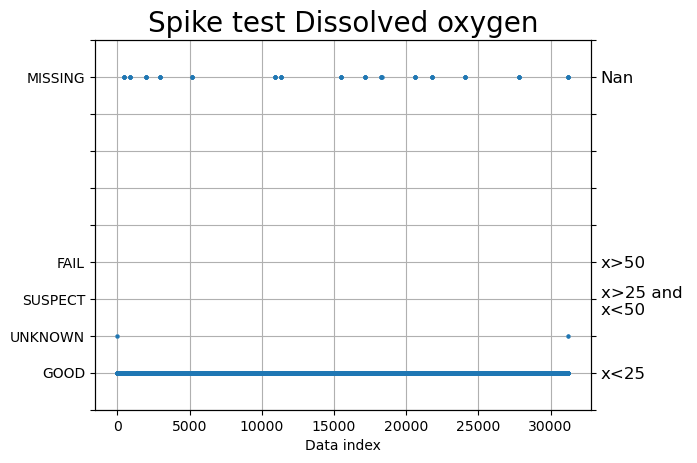 Spike test Dissolved oxygen
MISSING
Nan
FAIL
x>50
SUSPECT
x>25 and
x<50
UNKNOWN
GOOD
x<25
0 5000 10000 15000 20000 25000 30000
Data index